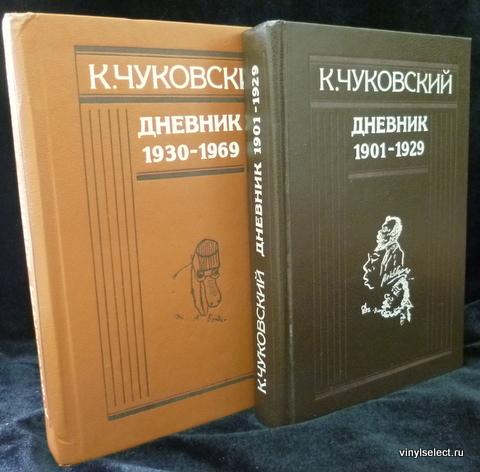 К.ЧУКОВСКИЙ
ДНЕВНИК
1930-1969
К.ЧУКОВСКИЙ ДНЕВНИК 1901-1929
К.ЧУКОВСКИЙ
ДНЕВНИК
1901-1929
vinylselect.ru